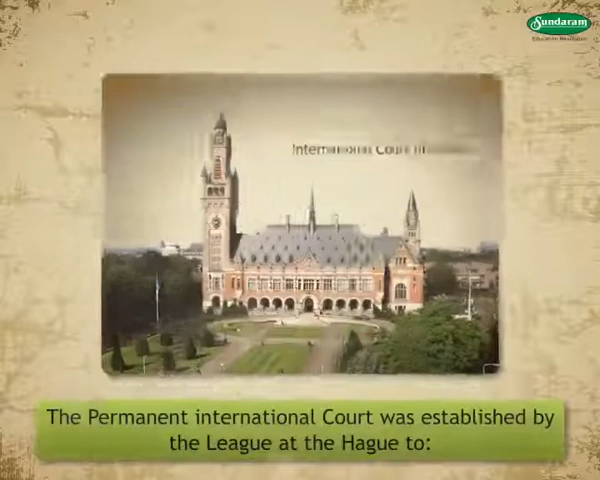 Sundaram
International Court
The Permanent international Court was established by
the League at the Hague to: